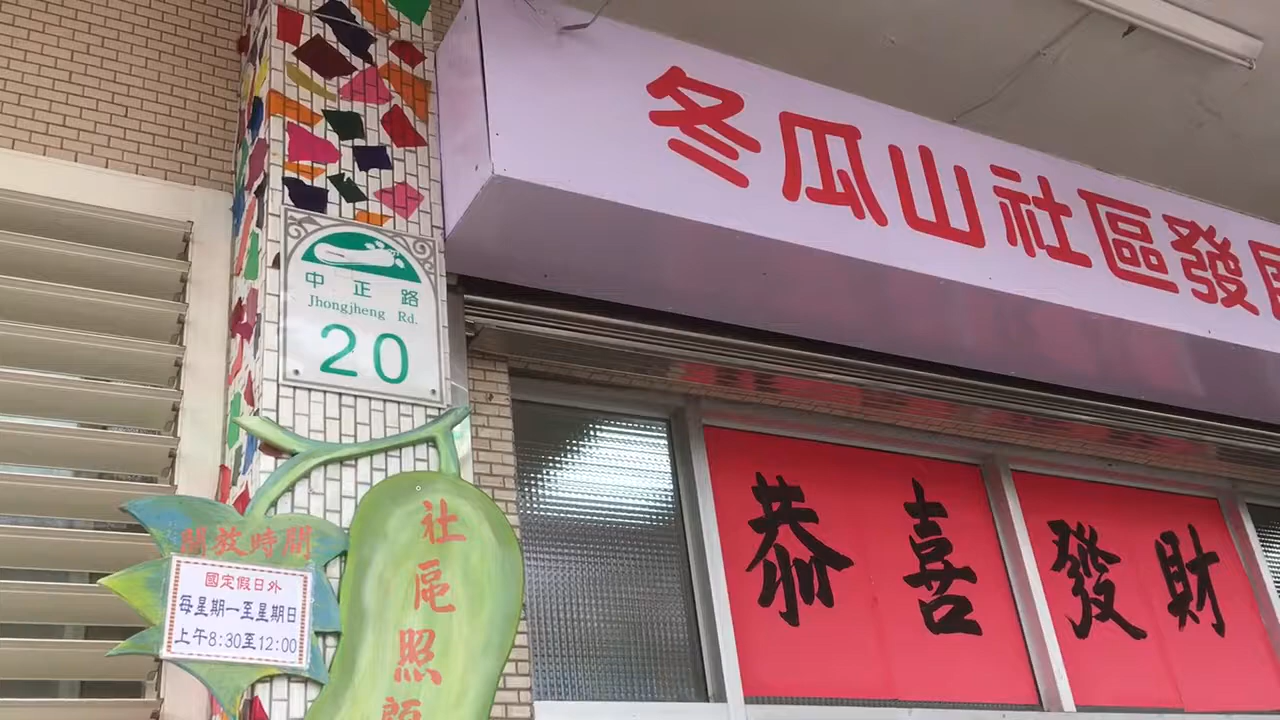 冬瓜山社區發
中正路
Jhongjheng Rd.
20
恭喜發財
開放時間
國定假日外
每星期一至星期日
上午8:30至12:00
社區照顧